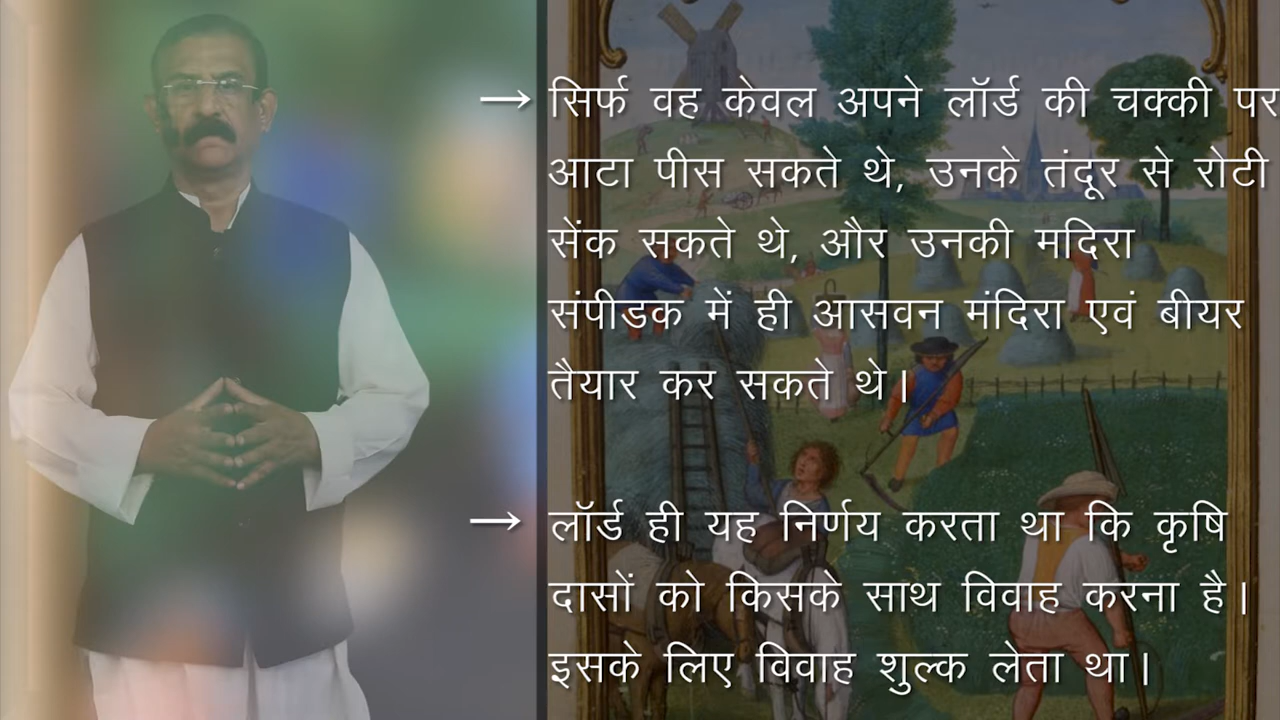 → सिर्फ वह केवल अपने लॉर्ड की चक्की पर
आटा पीस सकते थे, उनके तंदूर से रोटी
सेंक सकते थे, और उनकी मदिरा
संपीडक में ही आसवन मंदिरा एवं बीयर
तैयार कर सकते थे।
→ लॉर्ड ही यह निर्णय करता था कि कृषि
दासों को किसके साथ विवाह करना है।
इसके लिए विवाह शुल्क लेता था।